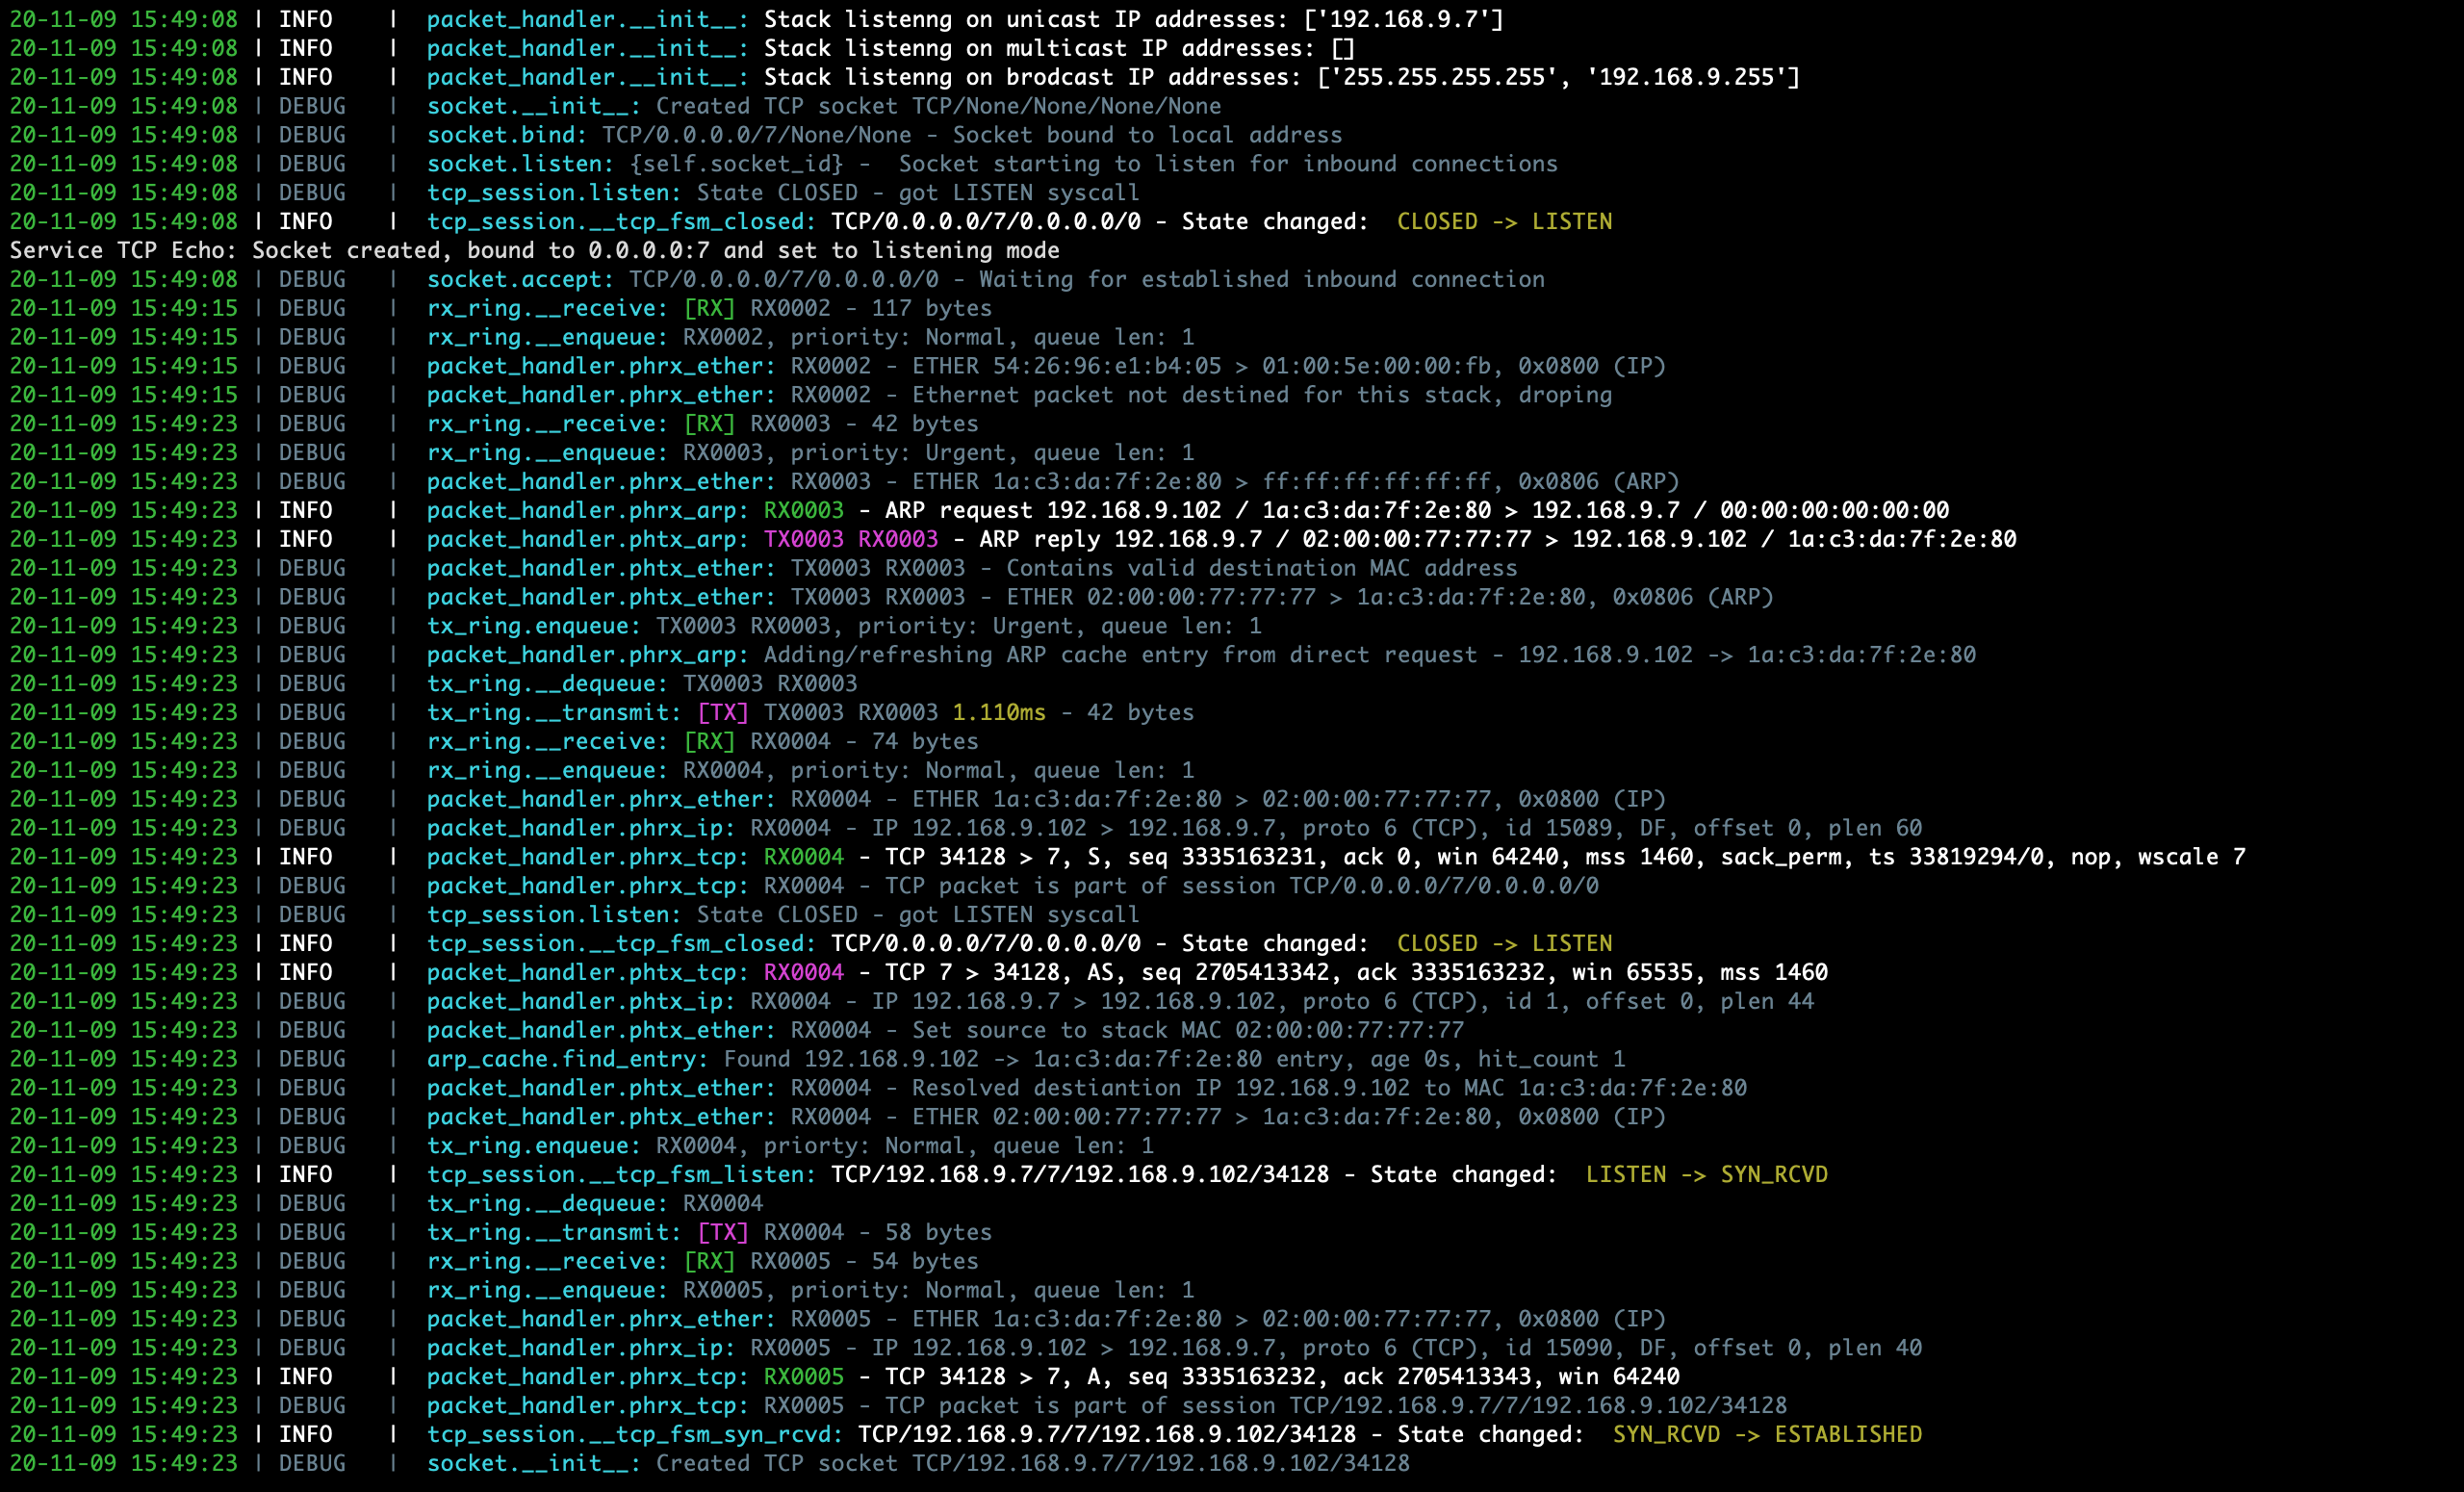 20-11-09 15:49:08 | INFO | packet_handler.__init__: Stack listenng on unicast IP addresses: ['192.168.9.7']
20-11-09 15:49:08 | INFO | packet_handler.__init__: Stack listenng on multicast IP addresses: []
20-11-09 15:49:08 | INFO | packet_handler.__init__: Stack listenng on brodcast IP addresses: ['255.255.255.255', '192.168.9.255']
20-11-09 15:49:08 | DEBUG | socket.__init__: Created TCP socket TCP/None/None/None/None
20-11-09 15:49:08 | DEBUG | socket.bind: TCP/0.0.0.0/7/None/None - Socket bound to local address
20-11-09 15:49:08 | DEBUG | socket.listen: {self.socket_id} -  Socket starting to listen for inbound connections
20-11-09 15:49:08 | DEBUG | tcp_session.listen: State CLOSED - got LISTEN syscall
20-11-09 15:49:08 | INFO | tcp_session.__tcp_fsm_closed: TCP/0.0.0.0/7/0.0.0.0/0 - State changed:  CLOSED -> LISTEN
Service TCP Echo: Socket created, bound to 0.0.0.0:7 and set to listening mode
20-11-09 15:49:08 | DEBUG | socket.accept: TCP/0.0.0.0/7/0.0.0.0/0 - Waiting for established inbound connection
20-11-09 15:49:15 | DEBUG | rx_ring.__receive: [RX] RX0002 - 117 bytes
20-11-09 15:49:15 | DEBUG | rx_ring.__enqueue: RX0002, priority: Normal, queue len: 1
20-11-09 15:49:15 | DEBUG | packet_handler.phrx_ether: RX0002 - ETHER 54:26:96:e1:b4:05 > 01:00:5e:00:00:fb, 0x0800 (IP)
20-11-09 15:49:15 | DEBUG | packet_handler.phrx_ether: RX0002 - Ethernet packet not destined for this stack, droping
20-11-09 15:49:23 | DEBUG | rx_ring.__receive: [RX] RX0003 - 42 bytes
20-11-09 15:49:23 | DEBUG | rx_ring.__enqueue: RX0003, priority: Urgent, queue len: 1
20-11-09 15:49:23 | DEBUG | packet_handler.phrx_ether: RX0003 - ETHER 1a:c3:da:7f:2e:80 > ff:ff:ff:ff:ff:ff, 0x0806 (ARP)
20-11-09 15:49:23 | INFO | packet_handler.phrx_arp: RX0003 - ARP request 192.168.9.102 / 1a:c3:da:7f:2e:80 > 192.168.9.7 / 00:00:00:00:00:00
20-11-09 15:49:23 | INFO | packet_handler.phtx_arp: TX0003 RX0003 - ARP reply 192.168.9.7 / 02:00:00:77:77:77 > 192.168.9.102 / 1a:c3:da:7f:2e:80
20-11-09 15:49:23 | DEBUG | packet_handler.phtx_ether: TX0003 RX0003 - Contains valid destination MAC address
20-11-09 15:49:23 | DEBUG | packet_handler.phtx_ether: TX0003 RX0003 - ETHER 02:00:00:77:77:77 > 1a:c3:da:7f:2e:80, 0x0806 (ARP)
20-11-09 15:49:23 | DEBUG | tx_ring.enqueue: TX0003 RX0003, priority: Urgent, queue len: 1
20-11-09 15:49:23 | DEBUG | packet_handler.phrx_arp: Adding/refreshing ARP cache entry from direct request - 192.168.9.102 -> 1a:c3:da:7f:2e:80
20-11-09 15:49:23 | DEBUG | tx_ring.__dequeue: TX0003 RX0003
20-11-09 15:49:23 | DEBUG | tx_ring.__transmit: [TX] TX0003 RX0003 1.110ms - 42 bytes
20-11-09 15:49:23 | DEBUG | rx_ring.__receive: [RX] RX0004 - 74 bytes
20-11-09 15:49:23 | DEBUG | rx_ring.__enqueue: RX0004, priority: Normal, queue len: 1
20-11-09 15:49:23 | DEBUG | packet_handler.phrx_ether: RX0004 - ETHER 1a:c3:da:7f:2e:80 > 02:00:00:77:77:77, 0x0800 (IP)
20-11-09 15:49:23 | DEBUG | packet_handler.phrx_ip: RX0004 - IP 192.168.9.102 > 192.168.9.7, proto 6 (TCP), id 15089, DF, offset 0, plen 60
20-11-09 15:49:23 | INFO | packet_handler.phrx_tcp: RX0004 - TCP 34128 > 7, S, seq 3335163231, ack 0, win 64240, mss 1460, sack_perm, ts 33819294/0, nop, wscale 7
20-11-09 15:49:23 | DEBUG | packet_handler.phrx_tcp: RX0004 - TCP packet is part of session TCP/0.0.0.0/7/0.0.0.0/0
20-11-09 15:49:23 | DEBUG | tcp_session.listen: State CLOSED - got LISTEN syscall
20-11-09 15:49:23 | INFO | tcp_session.__tcp_fsm_closed: TCP/0.0.0.0/7/0.0.0.0/0 - State changed:  CLOSED -> LISTEN
20-11-09 15:49:23 | INFO | packet_handler.phtx_tcp: RX0004 - TCP 7 > 34128, AS, seq 2705413342, ack 3335163232, win 65535, mss 1460
20-11-09 15:49:23 | DEBUG | packet_handler.phtx_ip: RX0004 - IP 192.168.9.7 > 192.168.9.102, proto 6 (TCP), id 1, offset 0, plen 44
20-11-09 15:49:23 | DEBUG | packet_handler.phtx_ether: RX0004 - Set source to stack MAC 02:00:00:77:77:77
20-11-09 15:49:23 | DEBUG | arp_cache.find_entry: Found 192.168.9.102 -> 1a:c3:da:7f:2e:80 entry, age 0s, hit_count 1
20-11-09 15:49:23 | DEBUG | packet_handler.phtx_ether: RX0004 - Resolved destiantion IP 192.168.9.102 to MAC 1a:c3:da:7f:2e:80
20-11-09 15:49:23 | DEBUG | packet_handler.phtx_ether: RX0004 - ETHER 02:00:00:77:77:77 > 1a:c3:da:7f:2e:80, 0x0800 (IP)
20-11-09 15:49:23 | DEBUG | tx_ring.enqueue: RX0004, priorty: Normal, queue len: 1
20-11-09 15:49:23 | INFO | tcp_session.__tcp_fsm_listen: TCP/192.168.9.7/7/192.168.9.102/34128 - State changed:  LISTEN -> SYN_RCVD
20-11-09 15:49:23 | DEBUG | tx_ring.__dequeue: RX0004
20-11-09 15:49:23 | DEBUG | tx_ring.__transmit: [TX] RX0004 - 58 bytes
20-11-09 15:49:23 | DEBUG | rx_ring.__receive: [RX] RX0005 - 54 bytes
20-11-09 15:49:23 | DEBUG | rx_ring.__enqueue: RX0005, priority: Normal, queue len: 1
20-11-09 15:49:23 | DEBUG | packet_handler.phrx_ether: RX0005 - ETHER 1a:c3:da:7f:2e:80 > 02:00:00:77:77:77, 0x0800 (IP)
20-11-09 15:49:23 | DEBUG | packet_handler.phrx_ip: RX0005 - IP 192.168.9.102 > 192.168.9.7, proto 6 (TCP), id 15090, DF, offset 0, plen 40
20-11-09 15:49:23 | INFO | packet_handler.phrx_tcp: RX0005 - TCP 34128 > 7, A, seq 3335163232, ack 2705413343, win 64240
20-11-09 15:49:23 | DEBUG | packet_handler.phrx_tcp: RX0005 - TCP packet is part of session TCP/192.168.9.7/7/192.168.9.102/34128
20-11-09 15:49:23 | INFO | tcp_session.__tcp_fsm_syn_rcvd: TCP/192.168.9.7/7/192.168.9.102/34128 - State changed:  SYN_RCVD -> ESTABLISHED
20-11-09 15:49:23 | DEBUG | socket.__init__: Created TCP socket TCP/192.168.9.7/7/192.168.9.102/34128